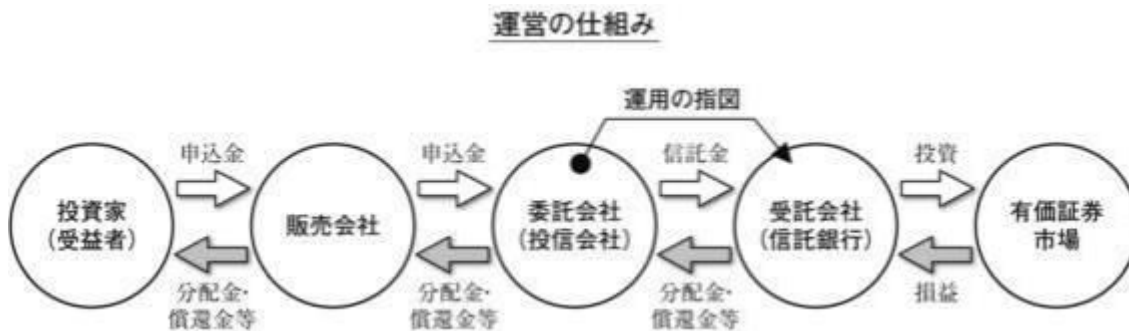 運営の仕組み
運用の指図
申込金
申込金
信託金
投資
投資家
(受益者)
販売会社
委託会社
(投信会社)
受託会社
(信託銀行)
有価証券
市場
分配金・
償還金等
分配金・
償還金等
分配金・
償還金等
損益